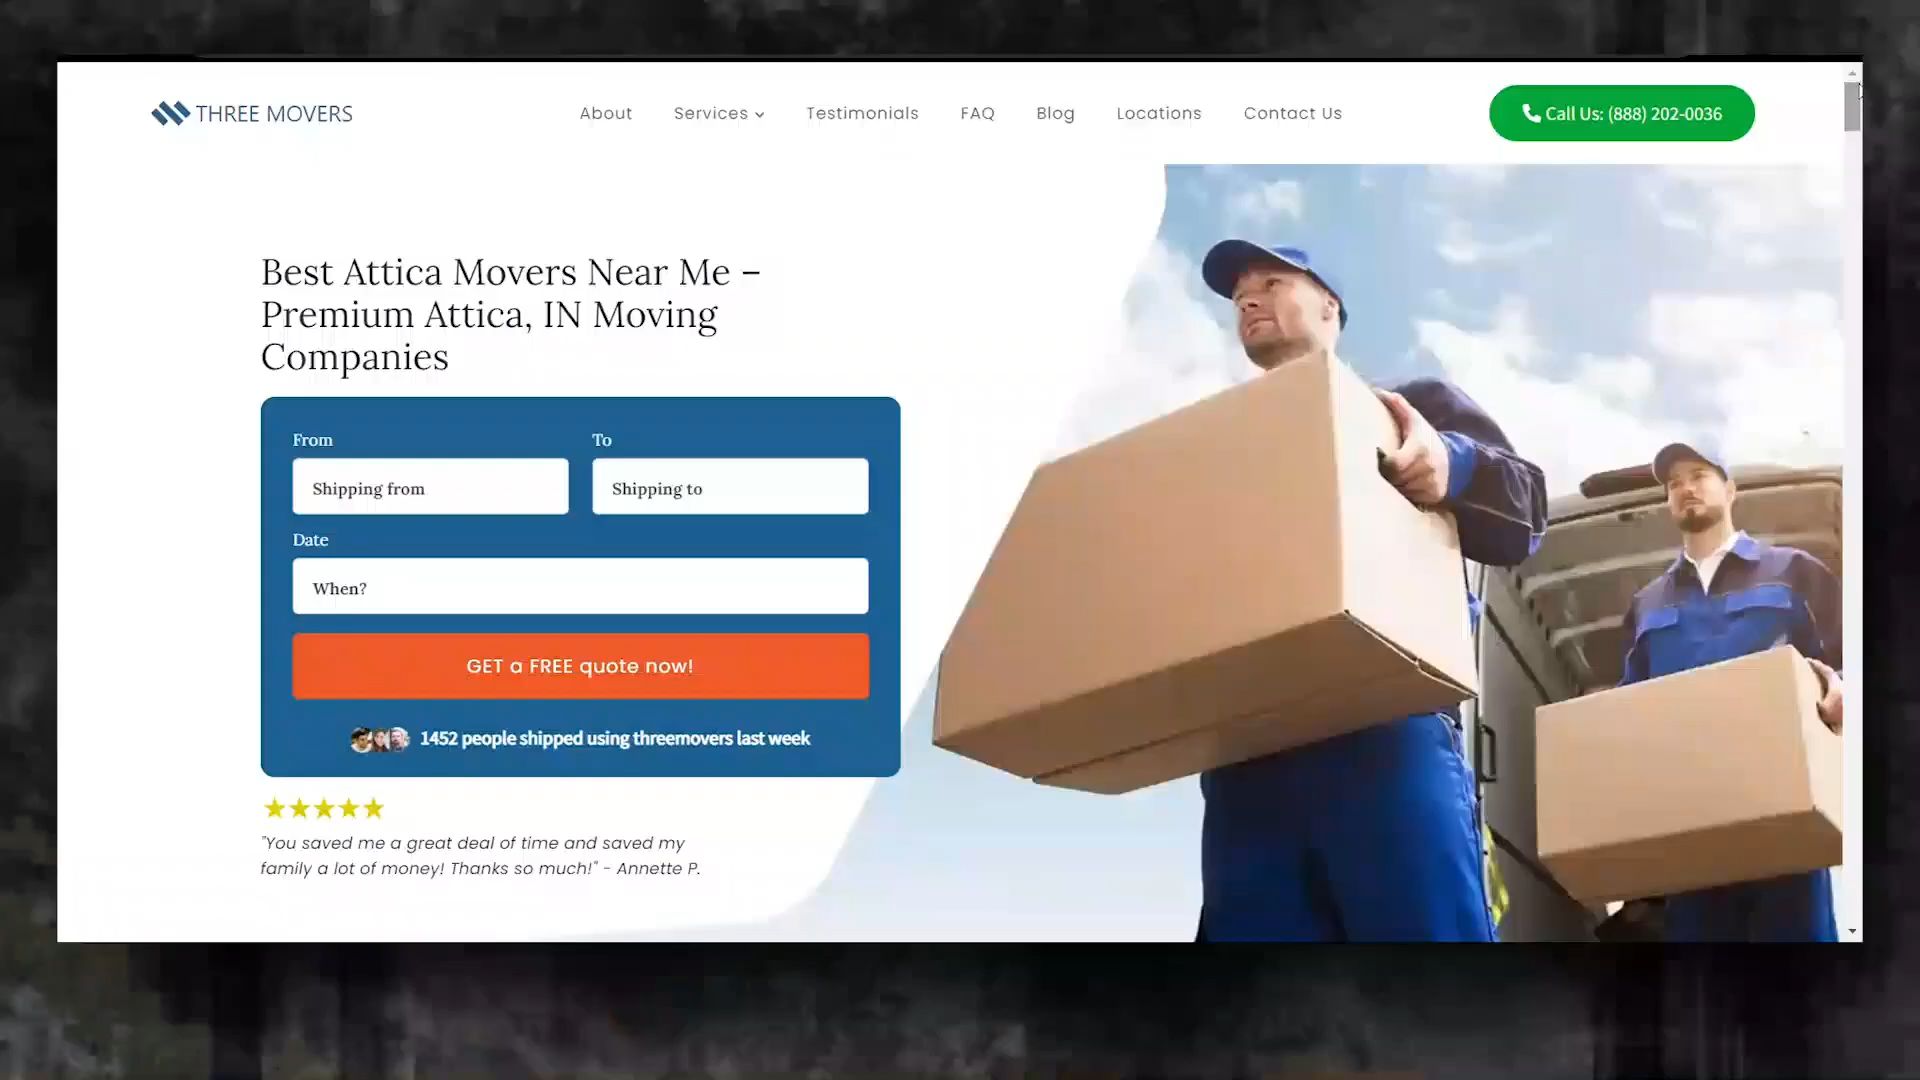 THREE MOVERS
About
Services
Testimonials
FAQ
Blog
Locations
Contact Us
Call Us: (888) 202-0036
Best Attica Movers Near Me –
Premium Attica, IN Moving
Companies
From
To
Shipping from
Shipping to
Date
When?
GET a FREE quote now!
1452 people shipped using threemovers last week
"You saved me a great deal of time and saved my
family a lot of money! Thanks so much!" - Annette P.